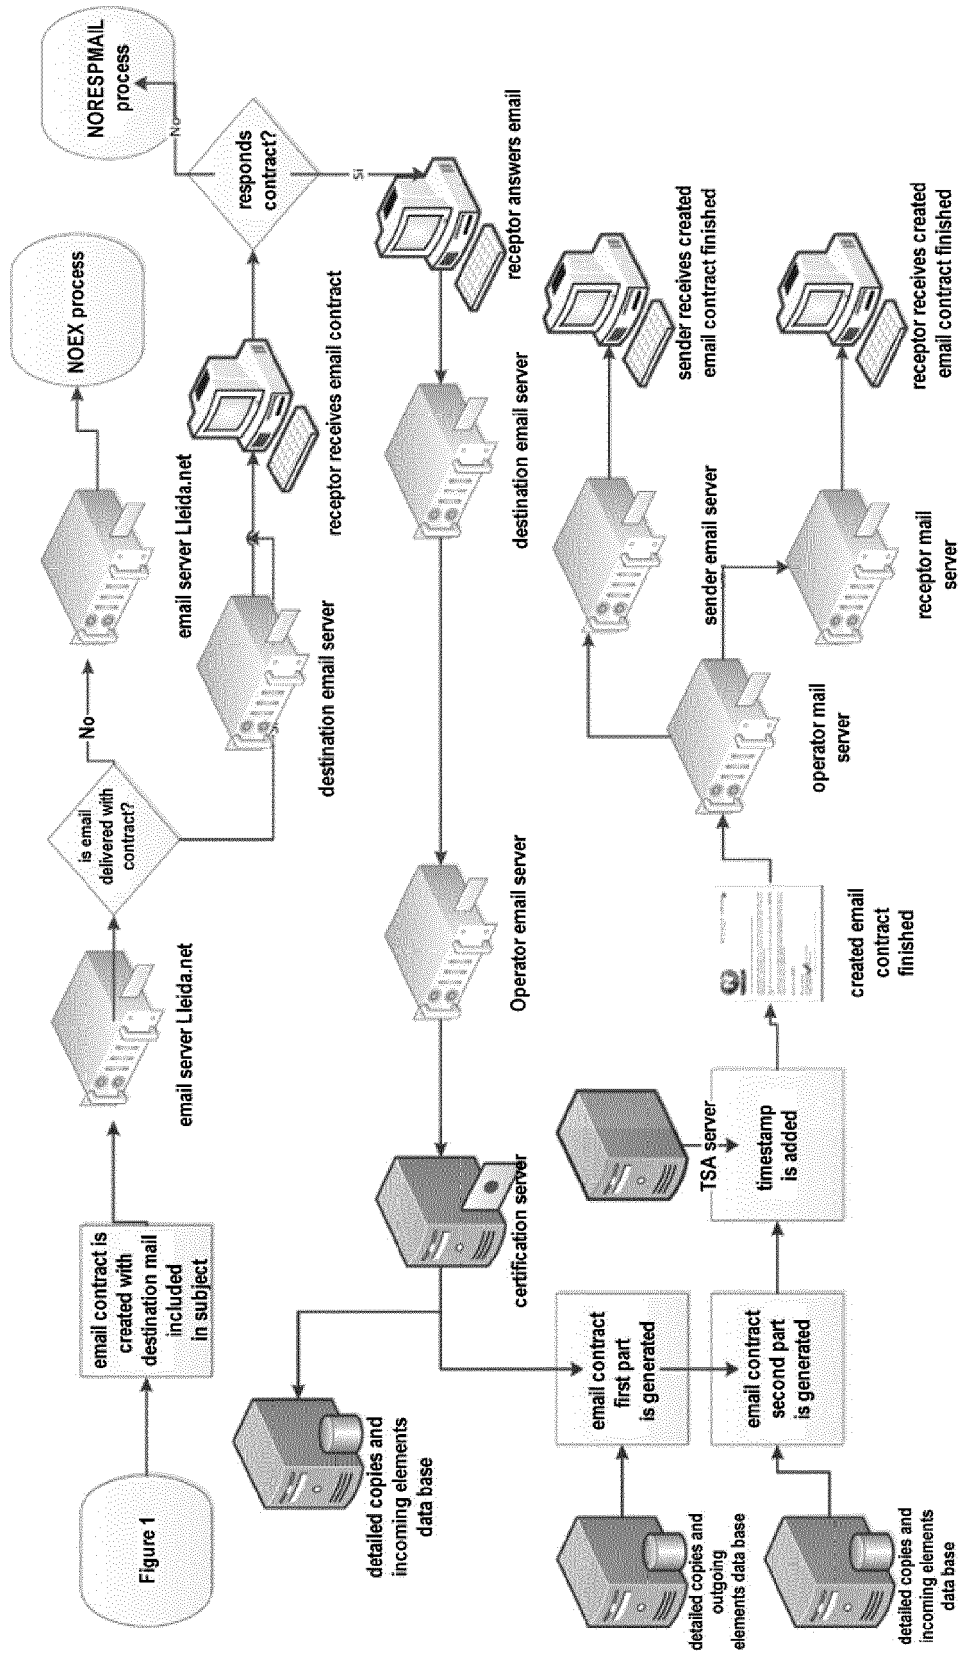 Figure 1
email contract is
created with
destination mail
included
in subject
email server Lleida.net
is email
delivered with
contract?
No
Si
email server Lleida.net
NOEX process
destination email server
receptor receives email contract
responds
contract?
No
NORESPMAIL
process
Si
receptor answers email
destination email server
Operator email server
certification server
detailed copies and
incoming elements
data base
detailed copies and
outgoing
elements data base
email contract
first part
is generated
detailed copies and
incoming elements
data base
email contract
second part
is generated
TSA server
timestamp
is added
created email
contract
finished
operator mail
server
sender email server
sender receives created
email contract finished
receptor mail
server
receptor receives created
email contract finished